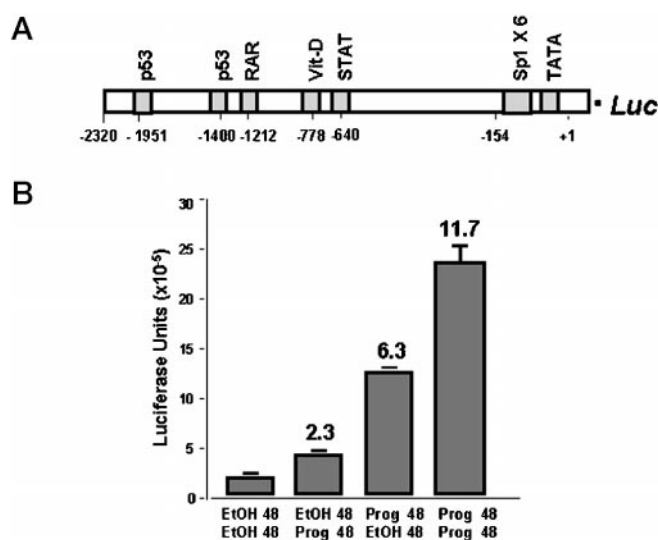 A
p53
p53
RAR
Vit-D
STAT
Sp1 X 6
TATA
Luc
-2320
- 1951
-1400
-1212
-778
-640
-154
+1
B
Luciferase Units (x10-5)
30
25
20
15
10
5
0
2.3
6.3
11.7
EtOH 48 EtOH 48 Prog 48 Prog 48
EtOH 48 Prog 48 EtOH 48 Prog 48